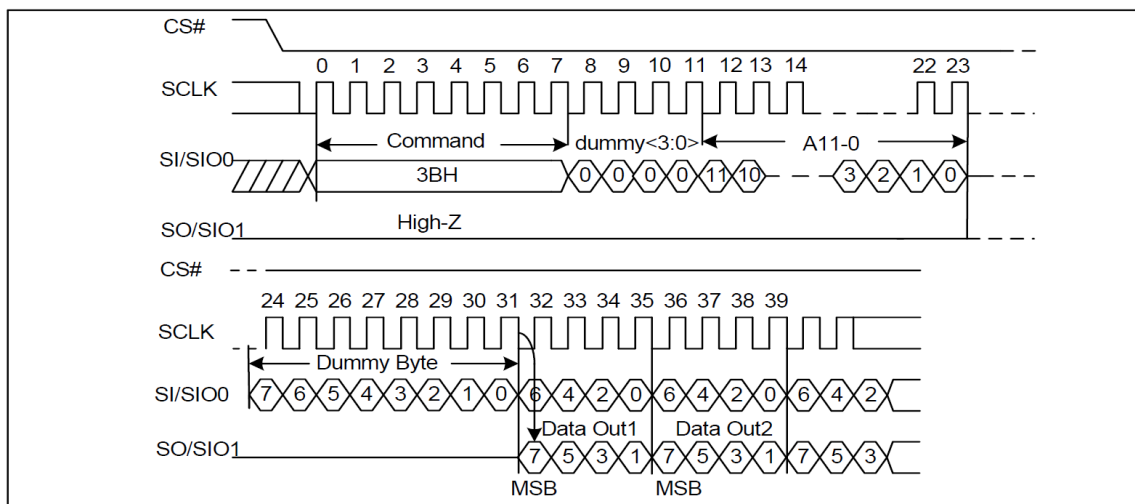 CS#
0 1 2 3 4 5 6 7 8 9 10 11 12 13 14 22 23
SCLK
Command dummy<3:0> A11-0
SI/SIO0
3BH 0 0 0 0 11 10 3 2 1 0
High-Z
SO/SIO1
CS#
24 25 26 27 28 29 30 31 32 33 34 35 36 37 38 39
SCLK
Dummy Byte
SI/SIO0 7 6 5 4 3 2 1 0 6 4 2 0 6 4 2 0 6 4 2
Data Out1 Data Out2
SO/SIO1 7 5 3 1 7 5 3 1 7 5 3
MSB MSB